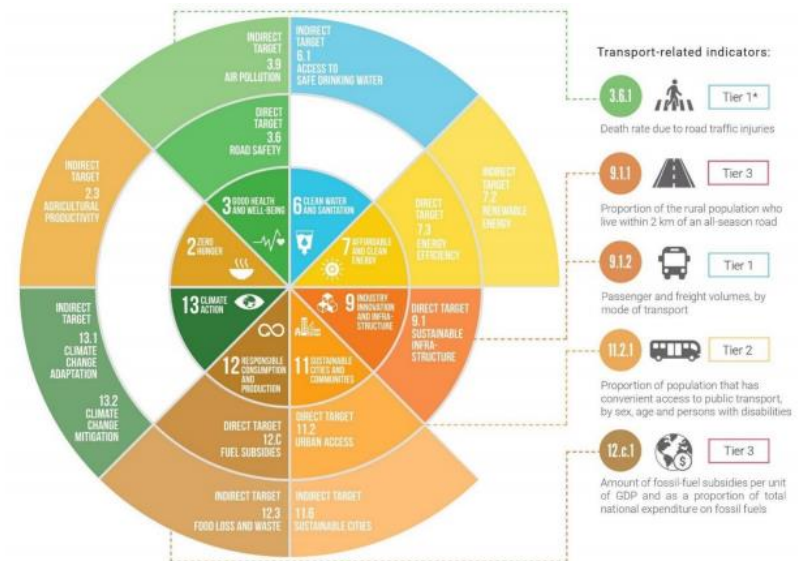 INDIRECT
TARGET
3.9
AIR POLLUTION
INDIRECT
TARGET
6.1
ACCESS TO
SAFE DRINKING WATER
DIRECT
TARGET
3.6
ROAD SAFETY
INDIRECT
TARGET
2.3
AGRICULTURAL
PRODUCTIVITY
INDIRECT
TARGET
7.2
RENEWABLE
ENERGY
DIRECT
TARGET
7.3
ENERGY
EFFICIENCY
3 GOOD HEALTH
AND WELL-BEING
6 CLEAN WATER
AND SANITATION
2 ZERO
HUNGER
7 AFFORDABLE
AND CLEAN
ENERGY
13 CLIMATE
ACTION
9 INDUSTRY
INNOVATION
AND INFRA-
STRUCTURE
12 RESPONSIBLE
CONSUMPTION
AND
PRODUCTION
11 SUSTAINABLE
CITIES AND
COMMUNITIES
DIRECT TARGET
9.1
SUSTAINABLE
INFRA-
STRUCTURE
INDIRECT
TARGET
13.1
CLIMATE
CHANGE
ADAPTATION
13.2
CLIMATE
CHANGE
MITIGATION
DIRECT TARGET
12.C
FUEL SUBSIDIES
DIRECT TARGET
11.2
URBAN ACCESS
INDIRECT TARGET
12.3
FOOD LOSS AND WASTE
INDIRECT TARGET
11.6
SUSTAINABLE CITIES
Transport-related indicators:
3.6.1
Tier 1*
Death rate due to road traffic injuries
9.1.1
Tier 3
Proportion of the rural population who
live within 2 km of an all-season road
9.1.2
Tier 1
Passenger and freight volumes, by
mode of transport
11.2.1
Tier 2
Proportion of population that has
convenient access to public transport,
by sex, age and persons with disabilities
12.c.1
$
Tier 3
Amount of fossil-fuel subsidies per unit
of GDP and as a proportion of total
national expenditure on fossil fuels